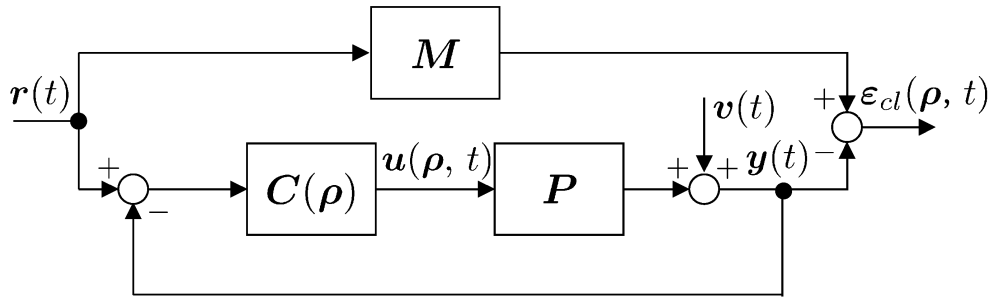 M
r(t)
+ ε_cl(ρ, t)
v(t)
+ C(ρ) u(ρ, t) P + + y(t) −
−